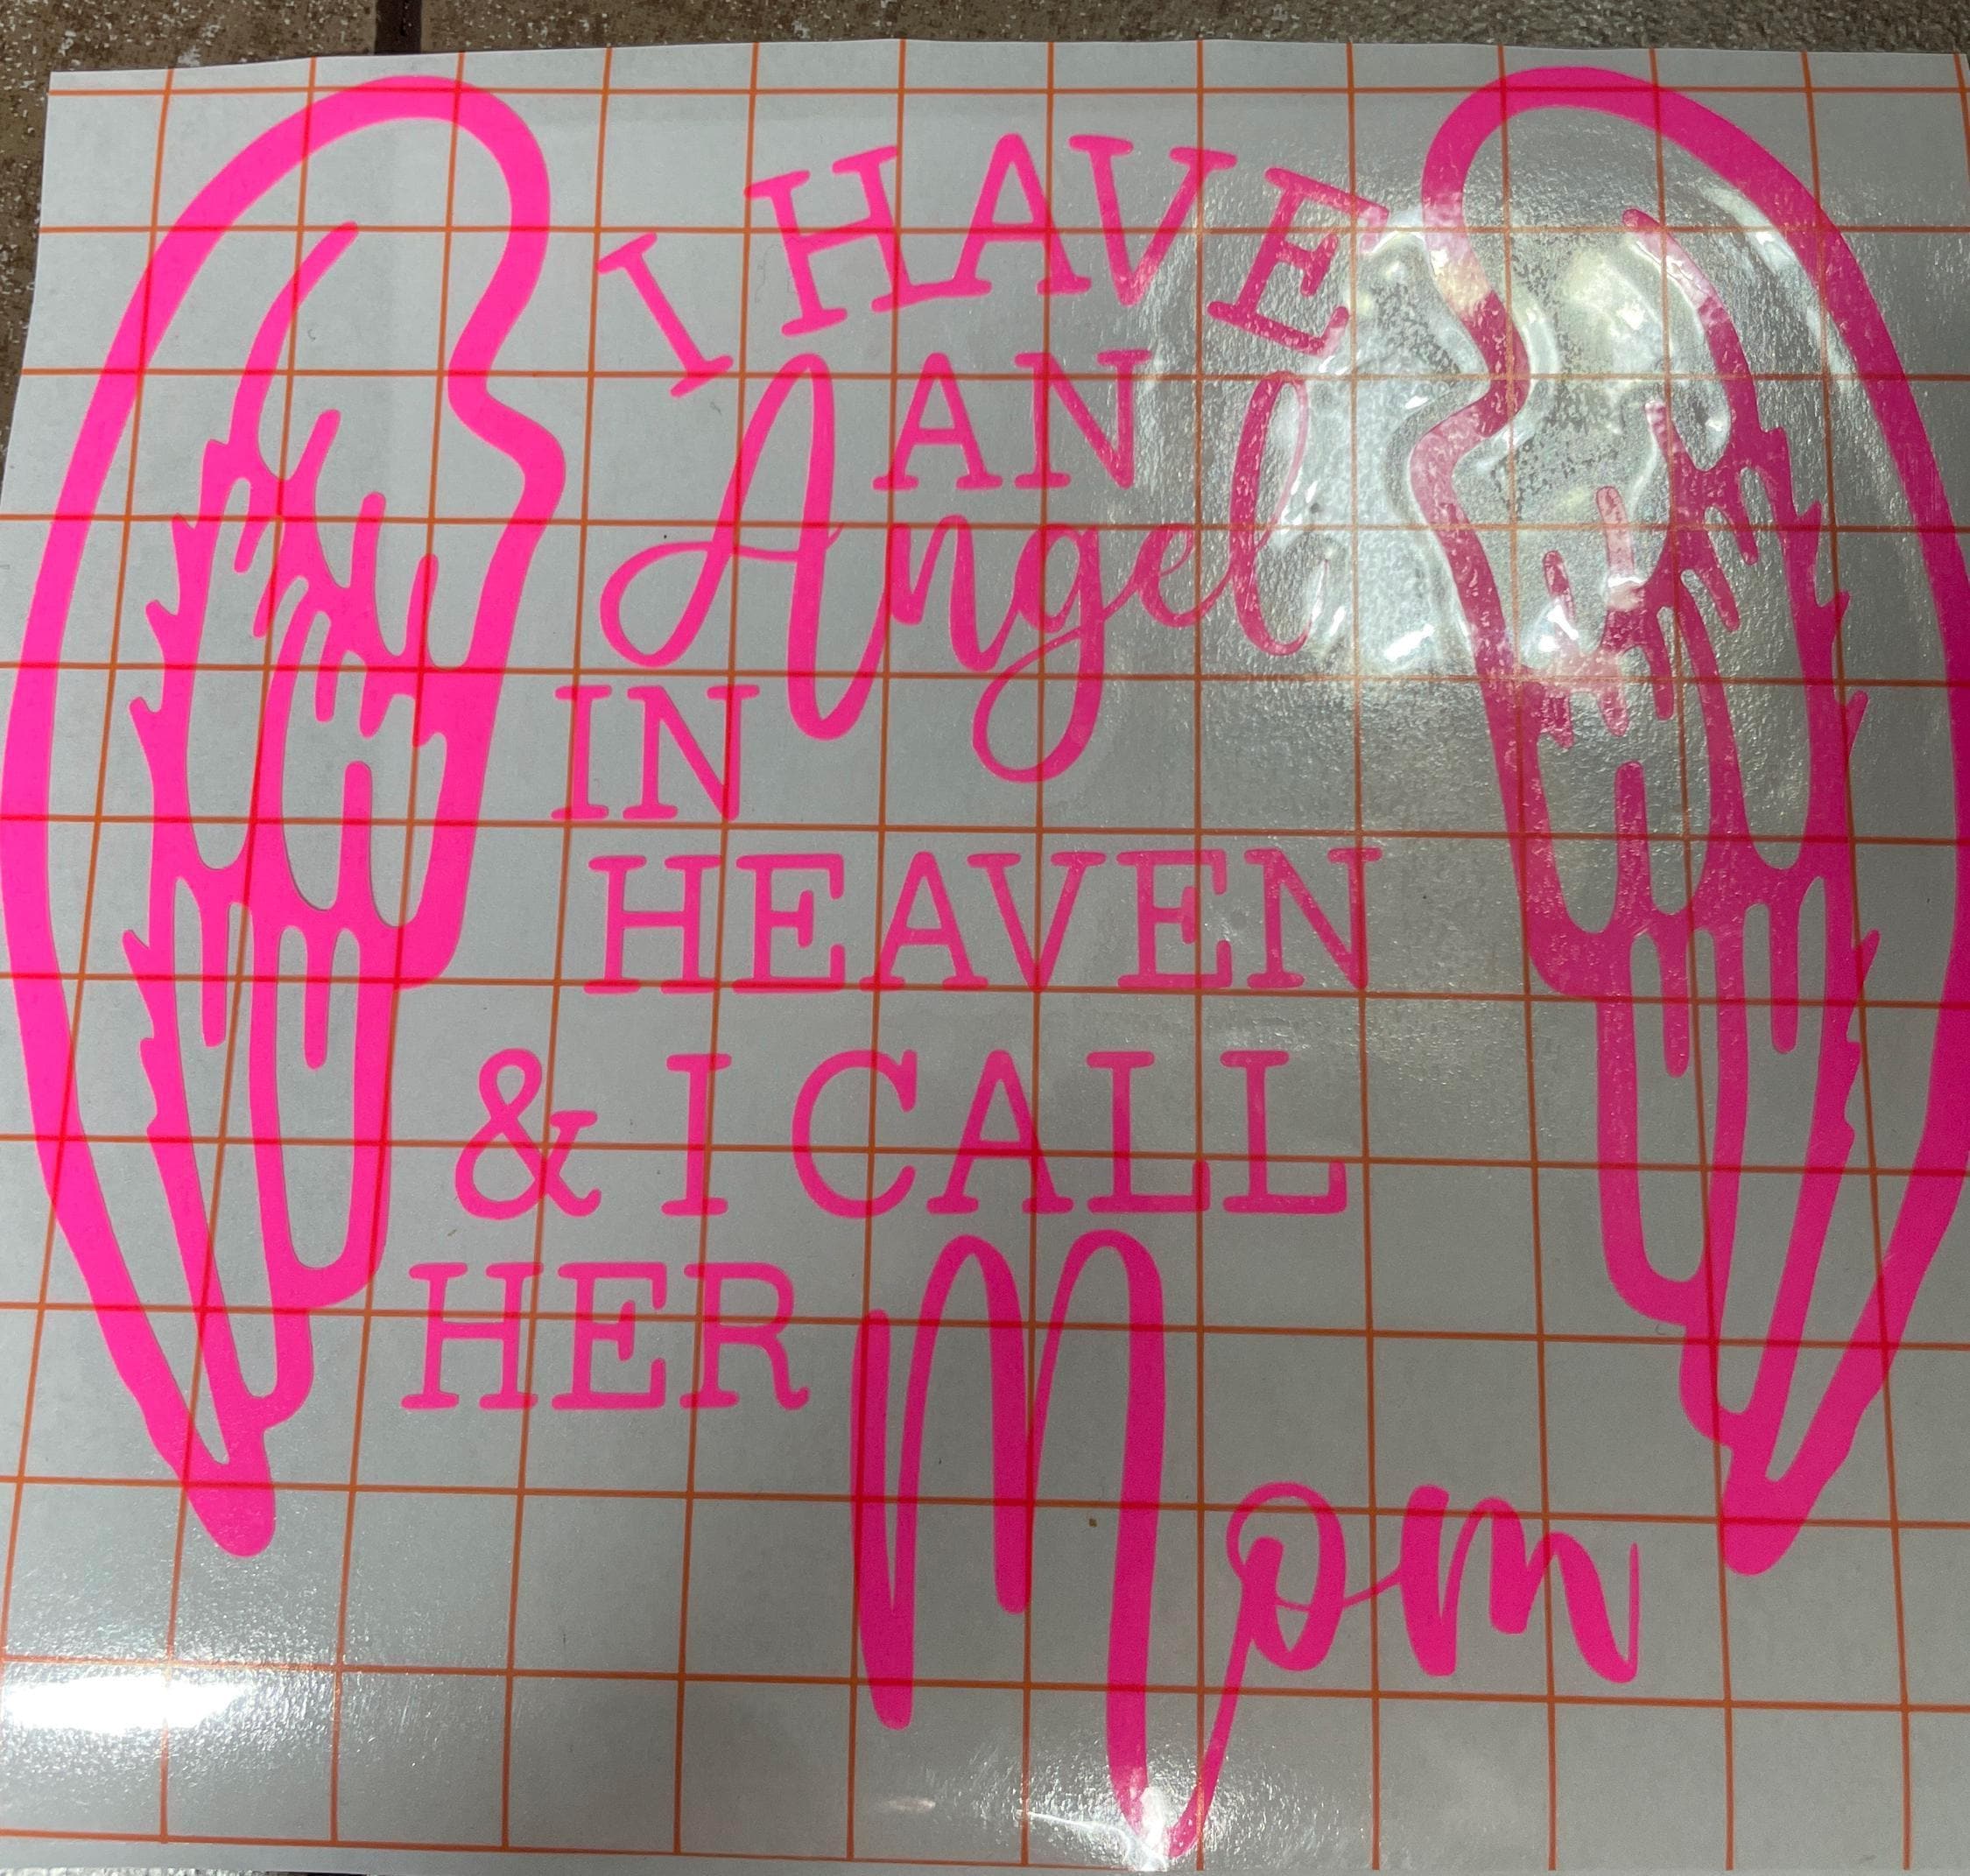 I HAVE
AN
Angel
IN
HEAVEN
& I CALL
HER Mom